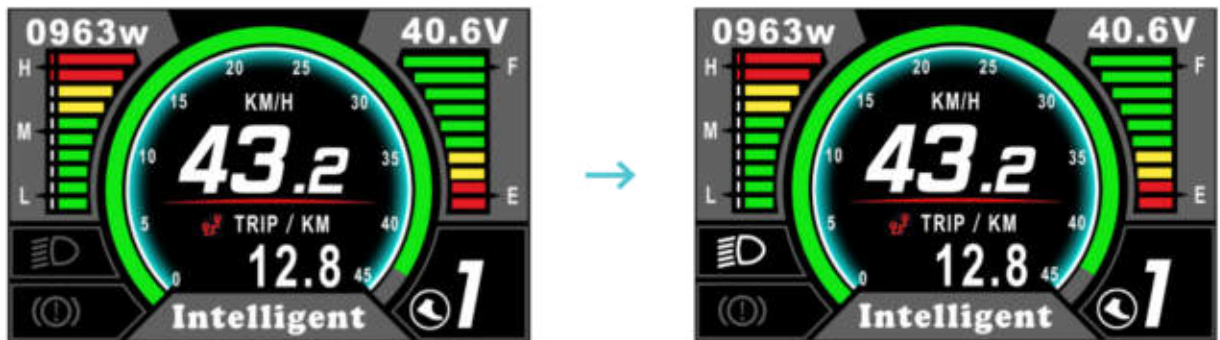 0963w 40.6V
H F
20 25
KM/H
15 30
M
43.2
10 35
L E
5 TRIP / KM 40
12.8
0 45
Intelligent 1
→
0963w 40.6V
H F
20 25
KM/H
15 30
M
43.2
10 35
L E
5 TRIP / KM 40
12.8
0 45
Intelligent 1